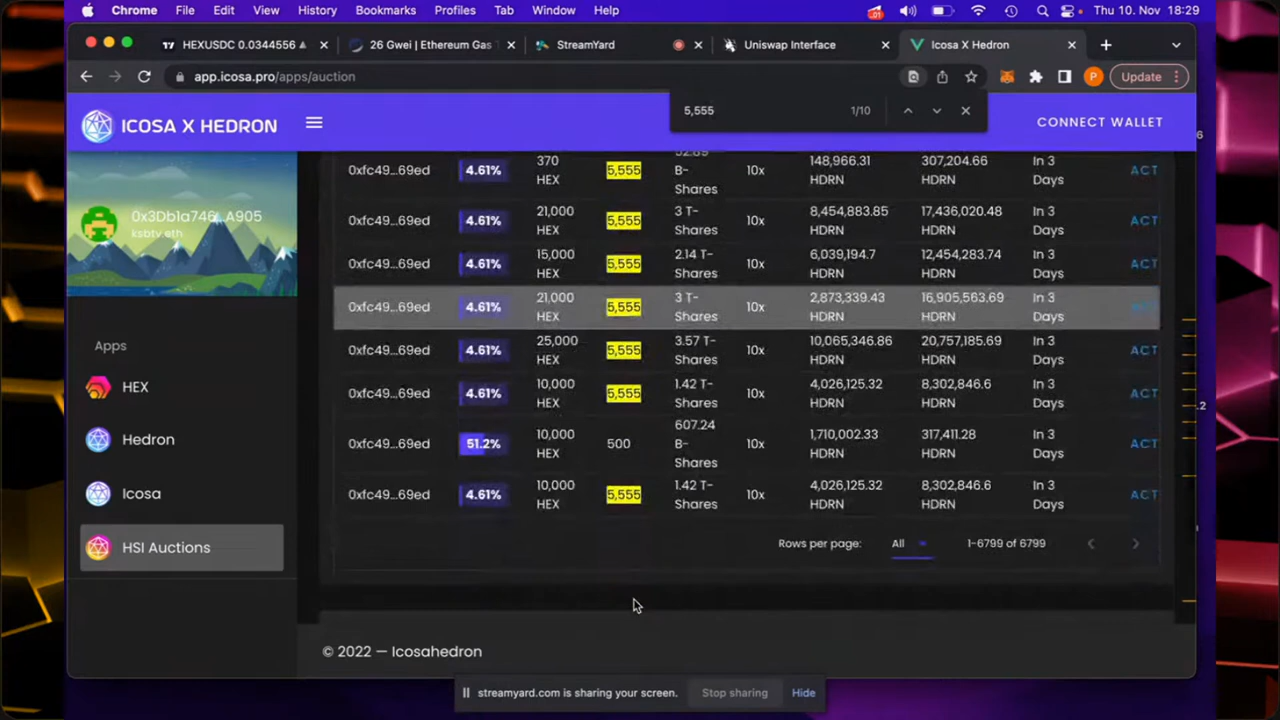 Chrome File Edit View History Bookmarks Profiles Tab Window Help Thu 10. Nov 18:29
HEXUSDC 0.0344556 26 Gwei | Ethereum Gas StreamYard Uniswap Interface Icosa X Hedron
app.icosa.pro/apps/auction P Update
5,555 1/10
ICOSA X HEDRON CONNECT WALLET
0x3Db1a746...A905
ksbtv.eth
Apps
HEX
Hedron
Icosa
HSI Auctions
0xfc49...69ed 4.61% 370 HEX 5,555 B-Shares 10x 148,966.31 HDRN 307,204.66 HDRN In 3 Days ACT
0xfc49...69ed 4.61% 21,000 HEX 5,555 3 T-Shares 10x 8,454,883.85 HDRN 17,436,020.48 HDRN In 3 Days ACT
0xfc49...69ed 4.61% 15,000 HEX 5,555 2.14 T-Shares 10x 6,039,194.7 HDRN 12,454,283.74 HDRN In 3 Days ACT
0xfc49...69ed 4.61% 21,000 HEX 5,555 3 T-Shares 10x 2,873,339.43 HDRN 16,905,563.69 HDRN In 3 Days ACT
0xfc49...69ed 4.61% 25,000 HEX 5,555 3.57 T-Shares 10x 10,065,346.86 HDRN 20,757,185.69 HDRN In 3 Days ACT
0xfc49...69ed 4.61% 10,000 HEX 5,555 1.42 T-Shares 10x 4,026,125.32 HDRN 8,302,846.6 HDRN In 3 Days ACT
0xfc49...69ed 51.2% 10,000 HEX 500 607.24 B-Shares 10x 1,710,002.33 HDRN 317,411.28 HDRN In 3 Days ACT
0xfc49...69ed 4.61% 10,000 HEX 5,555 1.42 T-Shares 10x 4,026,125.32 HDRN 8,302,846.6 HDRN In 3 Days ACT
Rows per page: All 1-6799 of 6799
© 2022 — Icosahedron
streamyard.com is sharing your screen. Stop sharing Hide